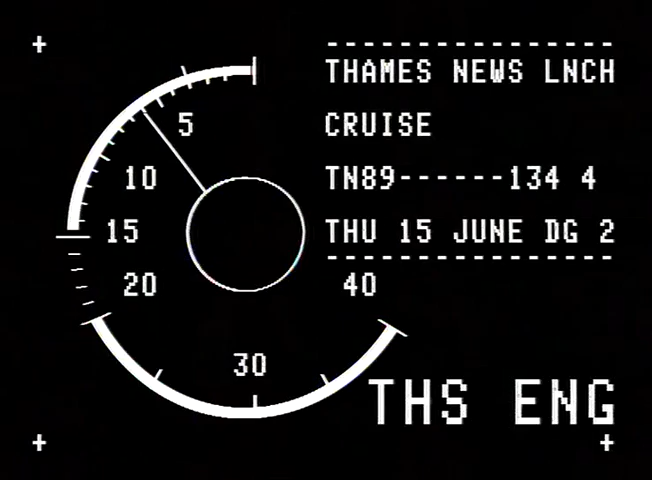 ----------------
THAMES NEWS LNCH
CRUISE
TN89------134 4
THU 15 JUNE DG 2
----------------
5
10
15
20
40
30
THS ENG